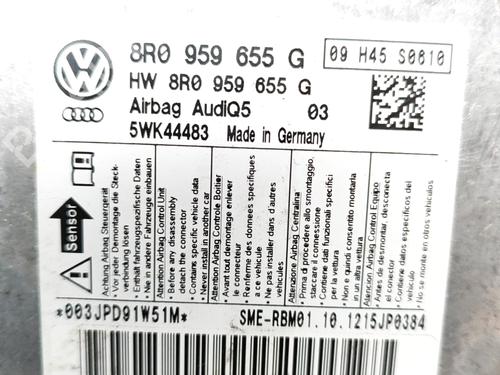 8R0 959 655 G
09 H45 S0610
HW 8R0 959 655 G
Airbag AudiQ5 03
5WK44483 Made in Germany
Sensor
Achtung Airbag Steuergerät
• Vor jeder Demontage die Steck-
verbindung lösen
• Enthält fahrzeugspezifische Daten
• Nie in andere Fahrzeuge einbauen
Attention Airbag Control Unit
• Before any disassembly
detach the connector
• Contains specific vehicle data
• Never install in another car
Attention Airbag Controle Boitier
• Avant tout demontage enlever
le connecteur
• Renferme des donnees specifiques
a ce vehicule
• Ne pas installer dans d'autres
vehicules
Attenzione Airbag Centralina
• Prima di procedere allo smontaggio,
staccare il connessione
• Contiene dati funzionali specifici
per la vettura
• Non e quindi consentito montarla
in un'altra vettura
Atencion Airbag Control Equipo
• Antes de desmontar, desconecta
el conector
• Contiene datos especificos del
• No se monte en otros vehiculos
*003JPD91W51M*
SME-RBM01.10.1215JP0384